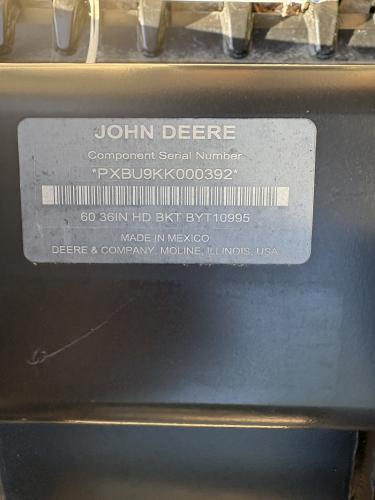 JOHN DEERE
Component Serial Number
*PXBU9KK000392*
60 36IN HD BKT BYT10995
MADE IN MEXICO
DEERE & COMPANY, MOLINE, ILLINOIS, USA